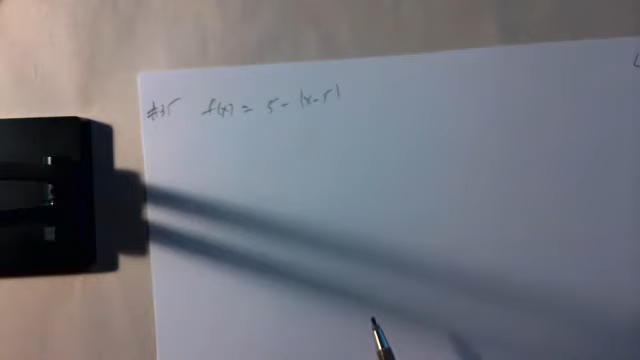 #35 f(x) = 5 - |x-5|